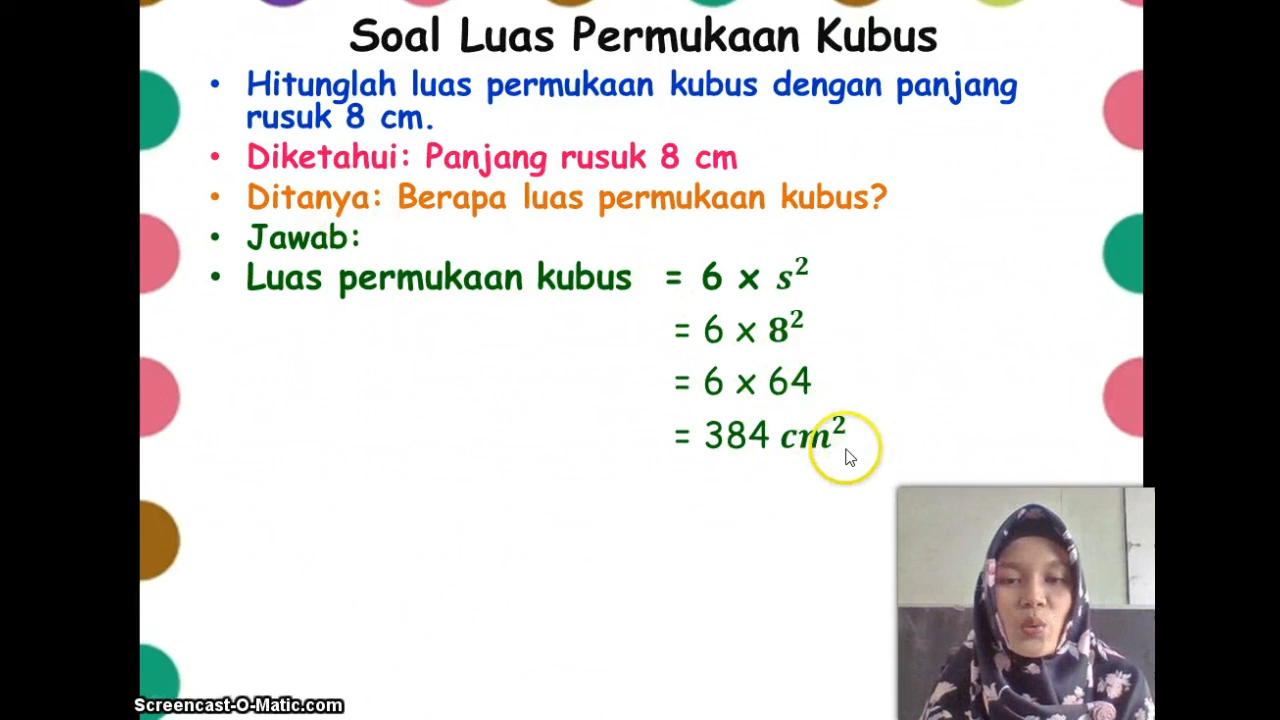 Soal Luas Permukaan Kubus
• Hitunglah luas permukaan kubus dengan panjang
rusuk 8 cm.
• Diketahui: Panjang rusuk 8 cm
• Ditanya: Berapa luas permukaan kubus?
• Jawab:
• Luas permukaan kubus = 6 x s²
= 6 x 8²
= 6 x 64
= 384 cm²
Screencast-O-Matic.com